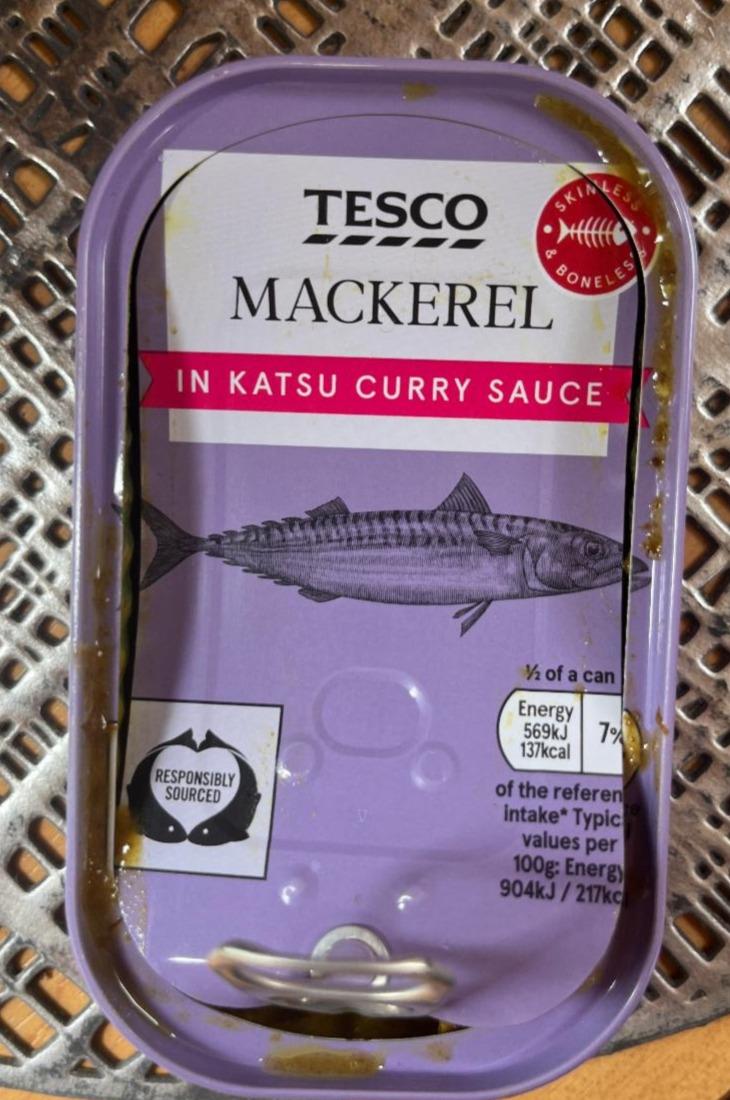 TESCO
SKINLESS
& BONELESS
MACKEREL
IN KATSU CURRY SAUCE
½ of a can
Energy
569kJ
137kcal
7%
RESPONSIBLY
SOURCED
of the referen
intake* Typic
values per
100g: Energy
904kJ / 217kc